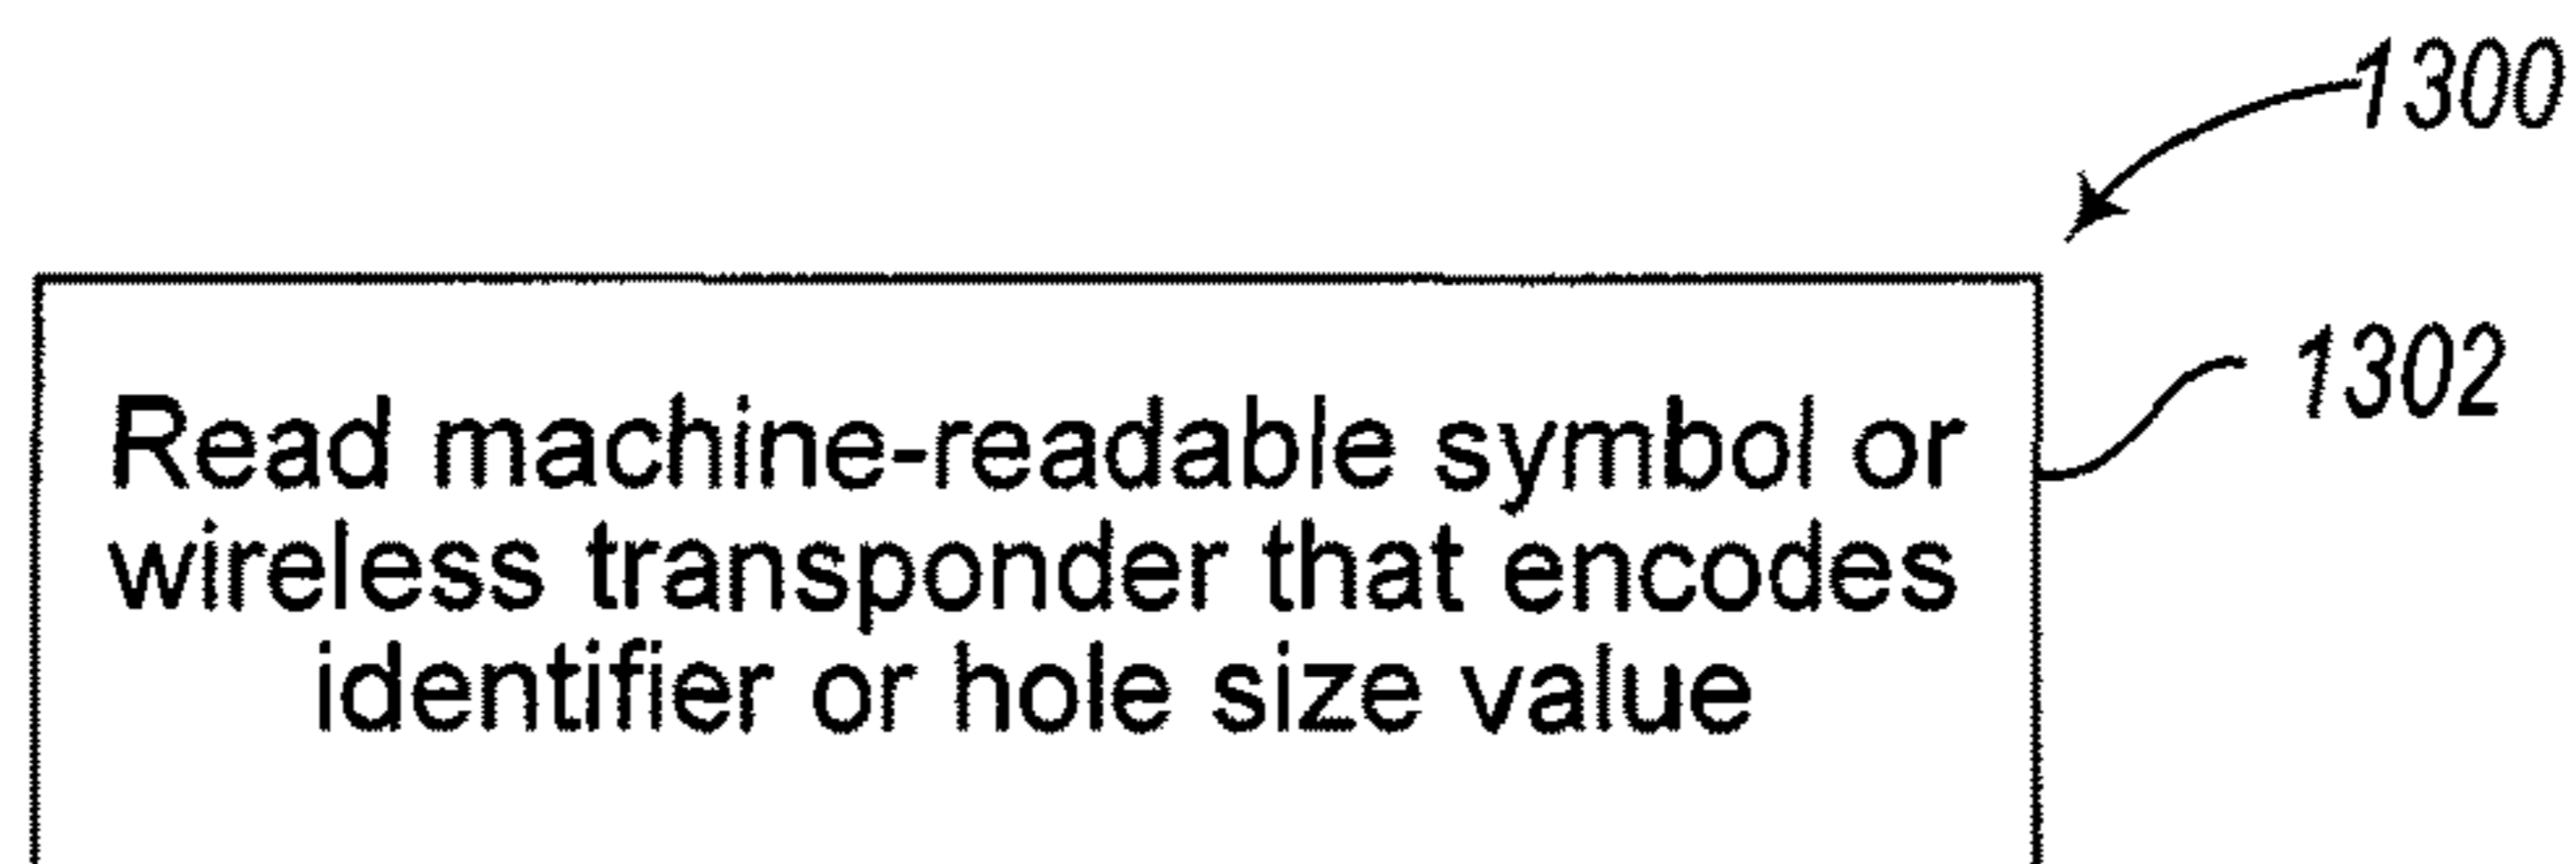 1300
1302
Read machine-readable symbol or
wireless transponder that encodes
identifier or hole size value